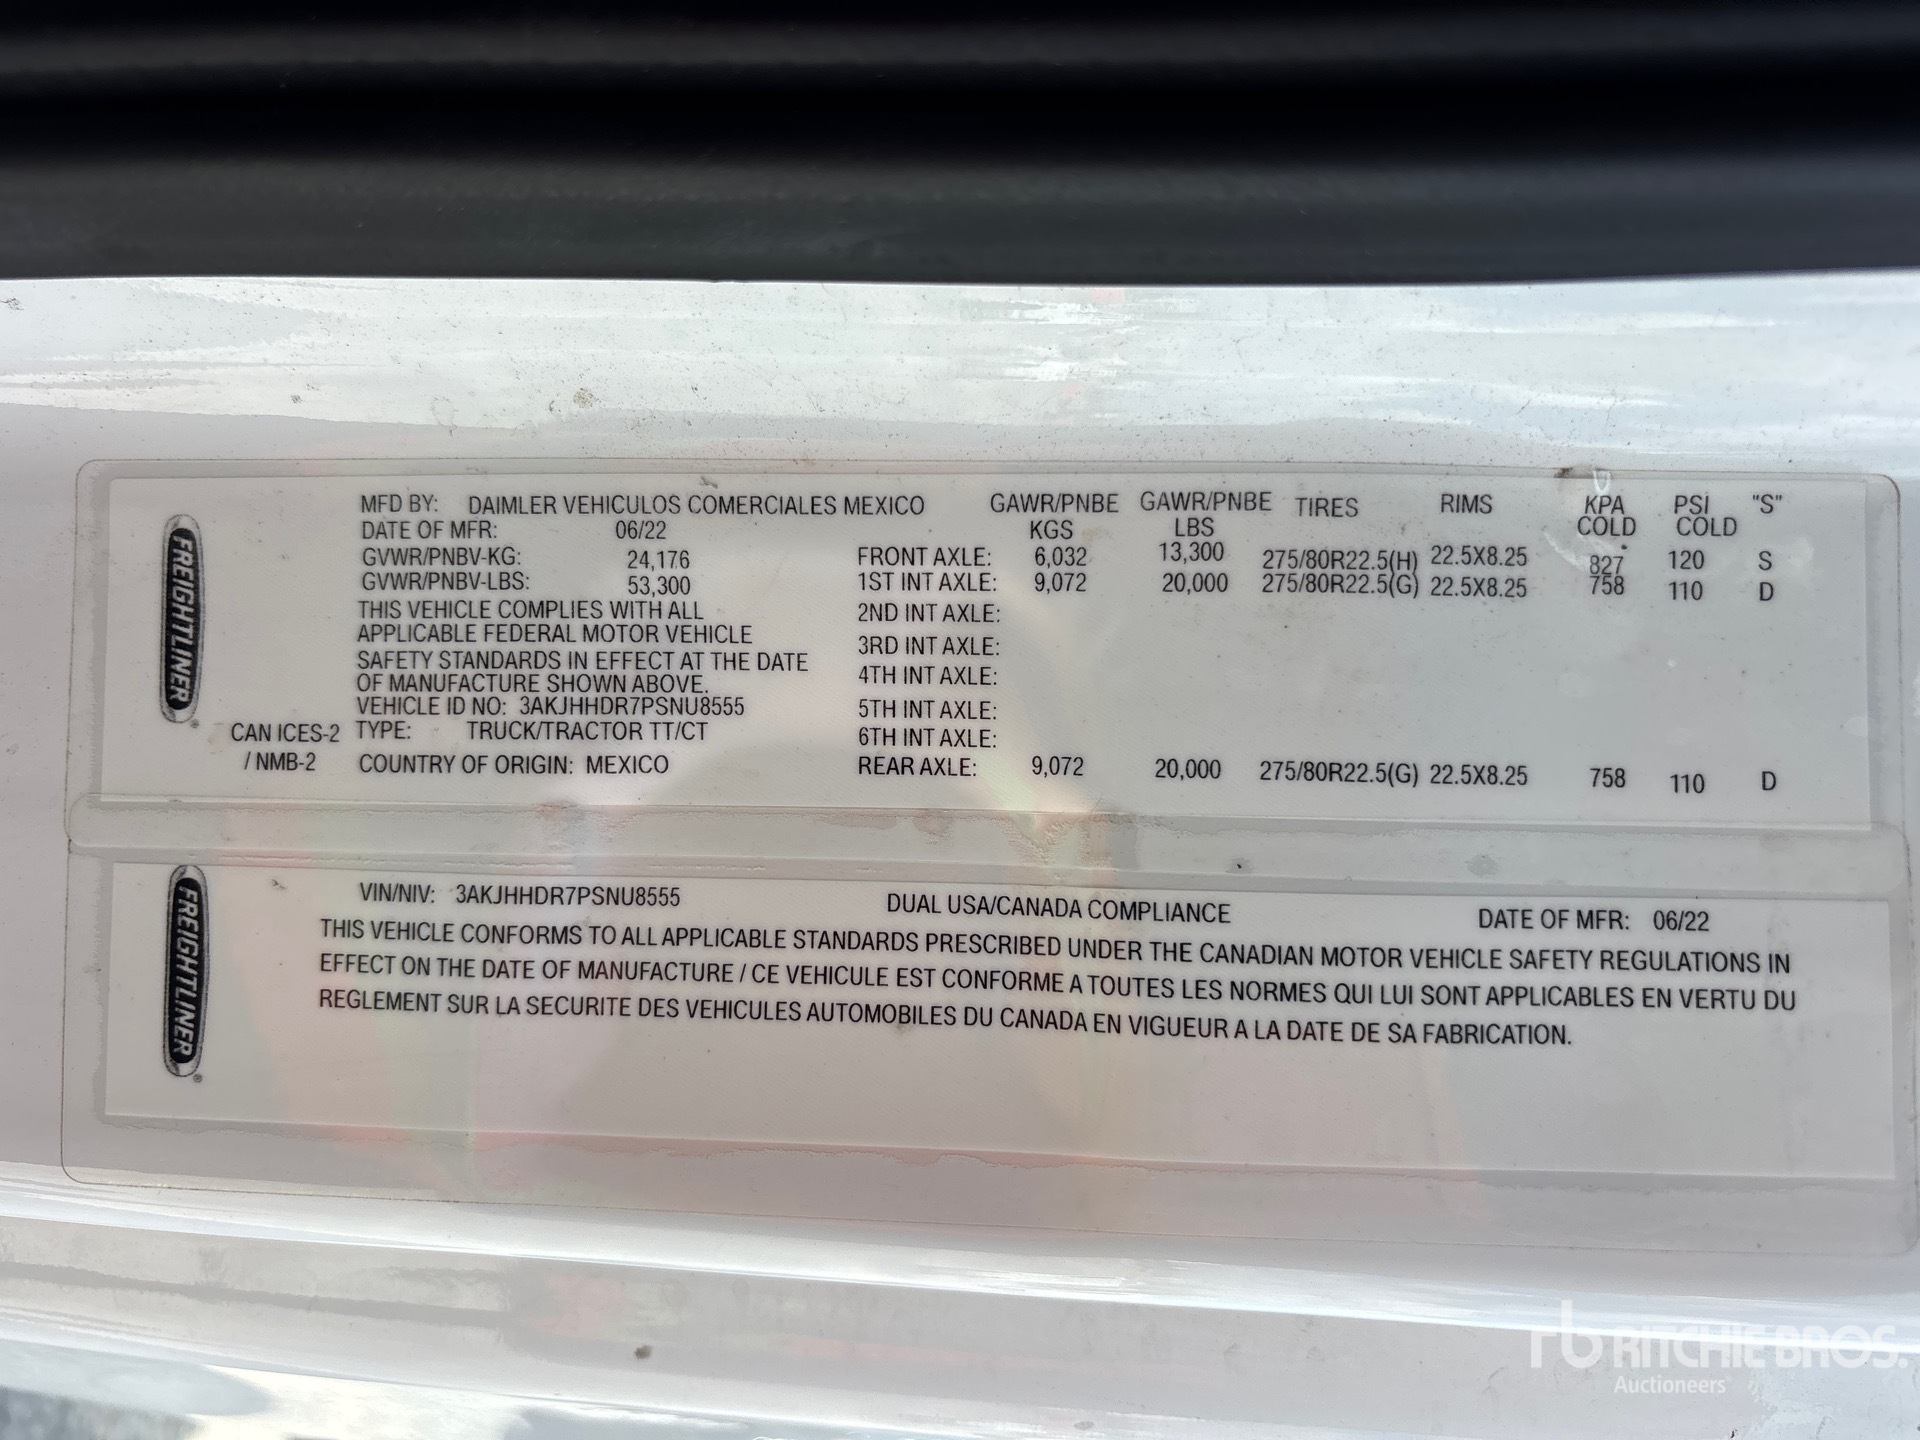 FREIGHTLINER®
MFD BY: DAIMLER VEHICULOS COMERCIALES MEXICO GAWR/PNBE GAWR/PNBE TIRES RIMS KPA PSI "S"
DATE OF MFR: 06/22 KGS LBS COLD COLD
GVWR/PNBV-KG: 24,176 FRONT AXLE: 6,032 13,300 275/80R22.5(H) 22.5X8.25 827 120 S
GVWR/PNBV-LBS: 53,300 1ST INT AXLE: 9,072 20,000 275/80R22.5(G) 22.5X8.25 758 110 D
THIS VEHICLE COMPLIES WITH ALL 2ND INT AXLE:
APPLICABLE FEDERAL MOTOR VEHICLE 3RD INT AXLE:
SAFETY STANDARDS IN EFFECT AT THE DATE 4TH INT AXLE:
OF MANUFACTURE SHOWN ABOVE.
VEHICLE ID NO: 3AKJHHDR7PSNU8555 5TH INT AXLE:
CAN ICES-2 TYPE: TRUCK/TRACTOR TT/CT 6TH INT AXLE:
/ NMB-2 COUNTRY OF ORIGIN: MEXICO REAR AXLE: 9,072 20,000 275/80R22.5(G) 22.5X8.25 758 110 D
FREIGHTLINER®
VIN/NIV: 3AKJHHDR7PSNU8555 DUAL USA/CANADA COMPLIANCE DATE OF MFR: 06/22
THIS VEHICLE CONFORMS TO ALL APPLICABLE STANDARDS PRESCRIBED UNDER THE CANADIAN MOTOR VEHICLE SAFETY REGULATIONS IN
EFFECT ON THE DATE OF MANUFACTURE / CE VEHICULE EST CONFORME A TOUTES LES NORMES QUI LUI SONT APPLICABLES EN VERTU DU
REGLEMENT SUR LA SECURITE DES VEHICULES AUTOMOBILES DU CANADA EN VIGUEUR A LA DATE DE SA FABRICATION.
rb RITCHIE BROS.
Auctioneers